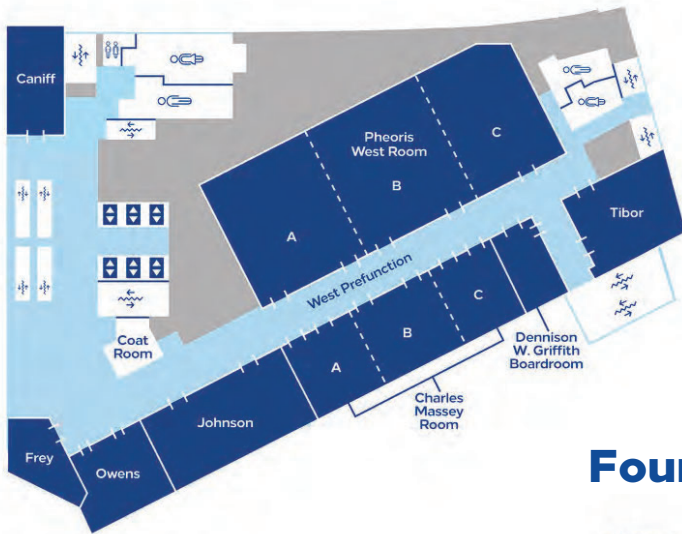 Caniff
Pheoris
West Room
A
B
C
Tibor
West Prefunction
Coat
Room
A
B
C
Dennison
W. Griffith
Boardroom
Charles
Massey
Room
Johnson
Frey
Owens
Four